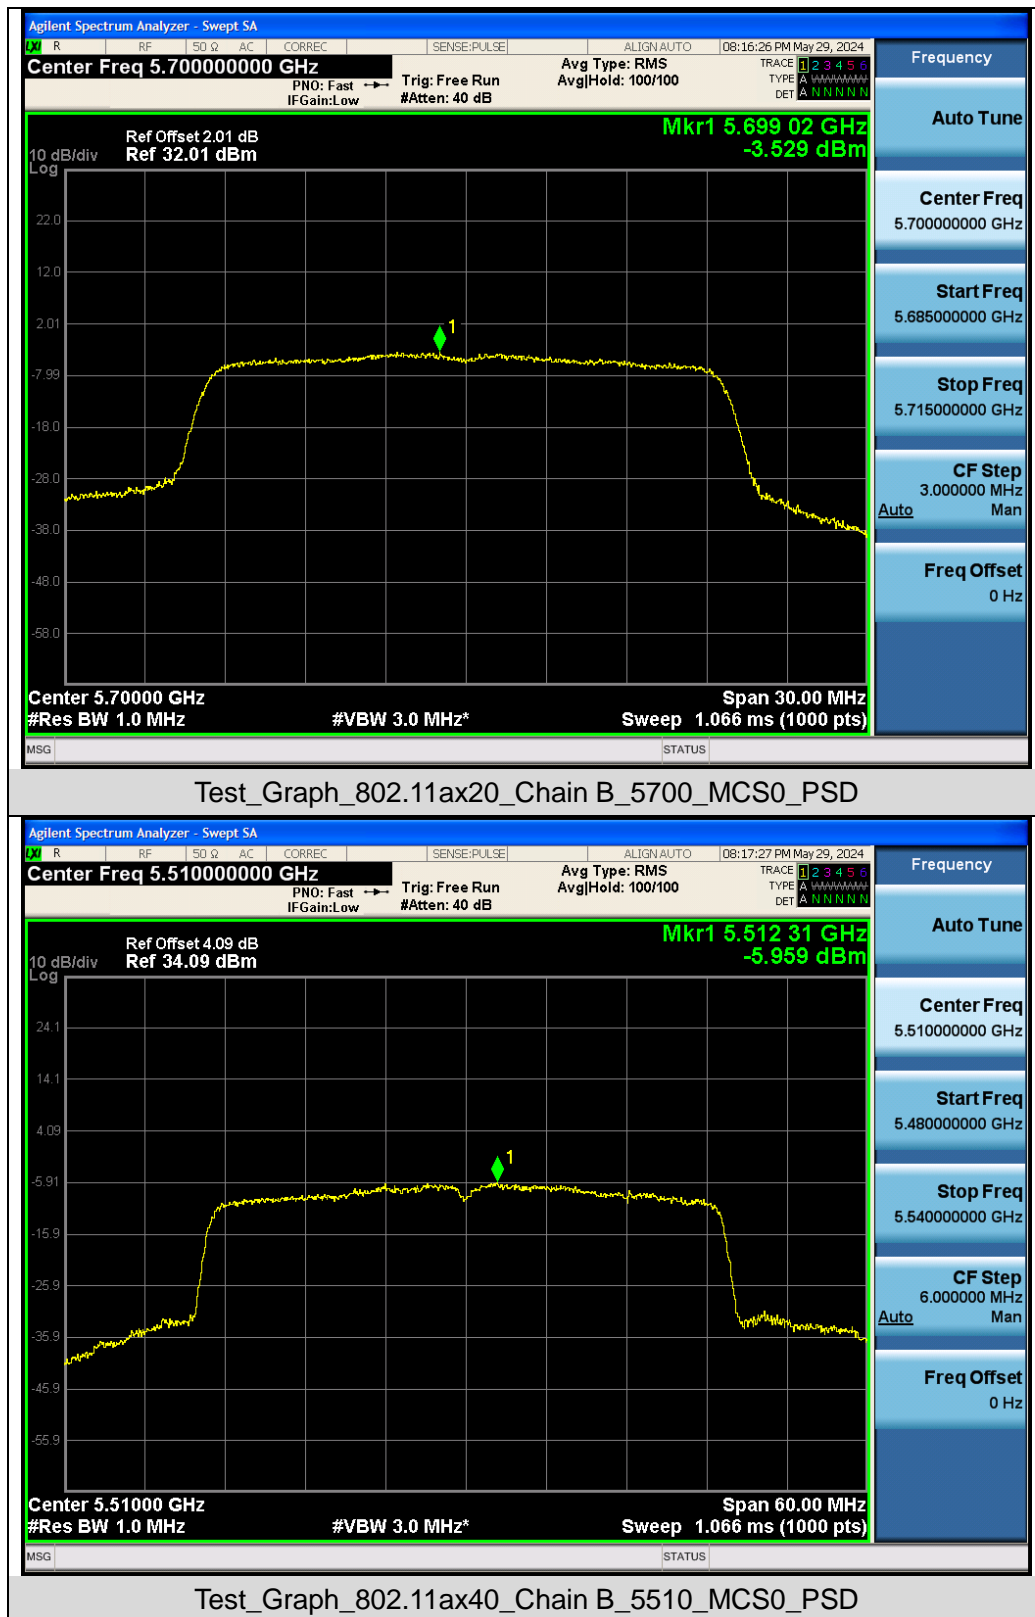 Agilent Spectrum Analyzer - Swept SA
LXI R RF 50 Ω AC CORREC SENSE:PULSE ALIGN AUTO 08:16:26 PM May 29, 2024
Center Freq 5.700000000 GHz
PNO: Fast
IFGain:Low
Trig: Free Run
#Atten: 40 dB
Avg Type: RMS
Avg|Hold: 100/100
TRACE 1 2 3 4 5 6
TYPE A WWWWW
DET A N N N N N
Ref Offset 2.01 dB
10 dB/div Ref 32.01 dBm
Log
Mkr1 5.699 02 GHz
-3.529 dBm
22.0
12.0
2.01
-7.99
-18.0
-28.0
-38.0
-48.0
-58.0
1
Center 5.70000 GHz Span 30.00 MHz
#Res BW 1.0 MHz #VBW 3.0 MHz* Sweep 1.066 ms (1000 pts)
MSG STATUS
Frequency
Auto Tune
Center Freq
5.700000000 GHz
Start Freq
5.685000000 GHz
Stop Freq
5.715000000 GHz
CF Step
3.000000 MHz
Auto Man
Freq Offset
0 Hz
Test_Graph_802.11ax20_Chain B_5700_MCS0_PSD
Agilent Spectrum Analyzer - Swept SA
LXI R RF 50 Ω AC CORREC SENSE:PULSE ALIGN AUTO 08:17:27 PM May 29, 2024
Center Freq 5.510000000 GHz
PNO: Fast
IFGain:Low
Trig: Free Run
#Atten: 40 dB
Avg Type: RMS
Avg|Hold: 100/100
TRACE 1 2 3 4 5 6
TYPE A WWWWW
DET A N N N N N
Ref Offset 4.09 dB
10 dB/div Ref 34.09 dBm
Log
Mkr1 5.512 31 GHz
-5.959 dBm
24.1
14.1
4.09
-5.91
-15.9
-25.9
-35.9
-45.9
-55.9
1
Center 5.51000 GHz Span 60.00 MHz
#Res BW 1.0 MHz #VBW 3.0 MHz* Sweep 1.066 ms (1000 pts)
MSG STATUS
Frequency
Auto Tune
Center Freq
5.510000000 GHz
Start Freq
5.480000000 GHz
Stop Freq
5.540000000 GHz
CF Step
6.000000 MHz
Auto Man
Freq Offset
0 Hz
Test_Graph_802.11ax40_Chain B_5510_MCS0_PSD